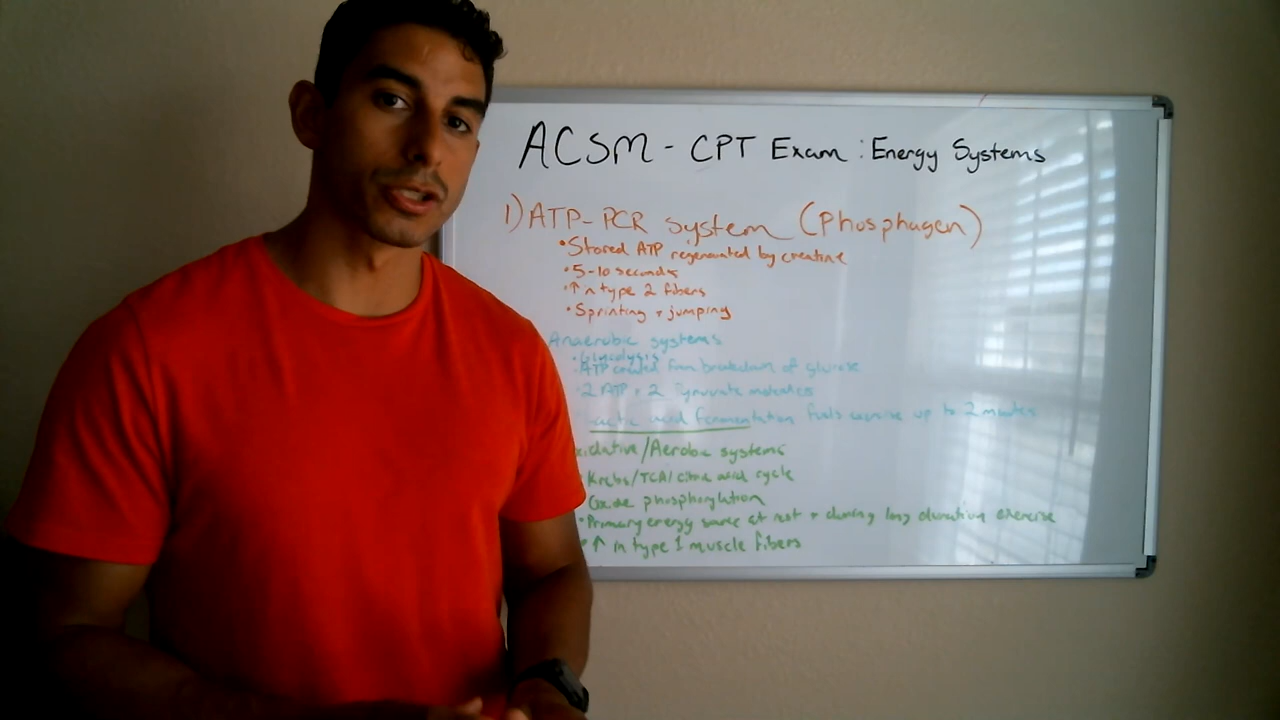 ACSM - CPT Exam : Energy Systems
1) ATP-PCR System (Phosphagen)
• Stored ATP regenerated by creatine
• 5-10 seconds
• ↑ in type 2 fibers
• Sprinting + jumping
Anaerobic systems
• Glycolysis
• ATP created from breakdown of glucose
• 2 ATP + 2 Pyruvate molecules
acid fermentation fuels exercise up to 2 minutes
/Aerobic systems
Krebs/TCA/citric acid cycle
phosphorylation
• Primary energy source at rest + during long duration exercise
• ↑ in type 1 muscle fibers